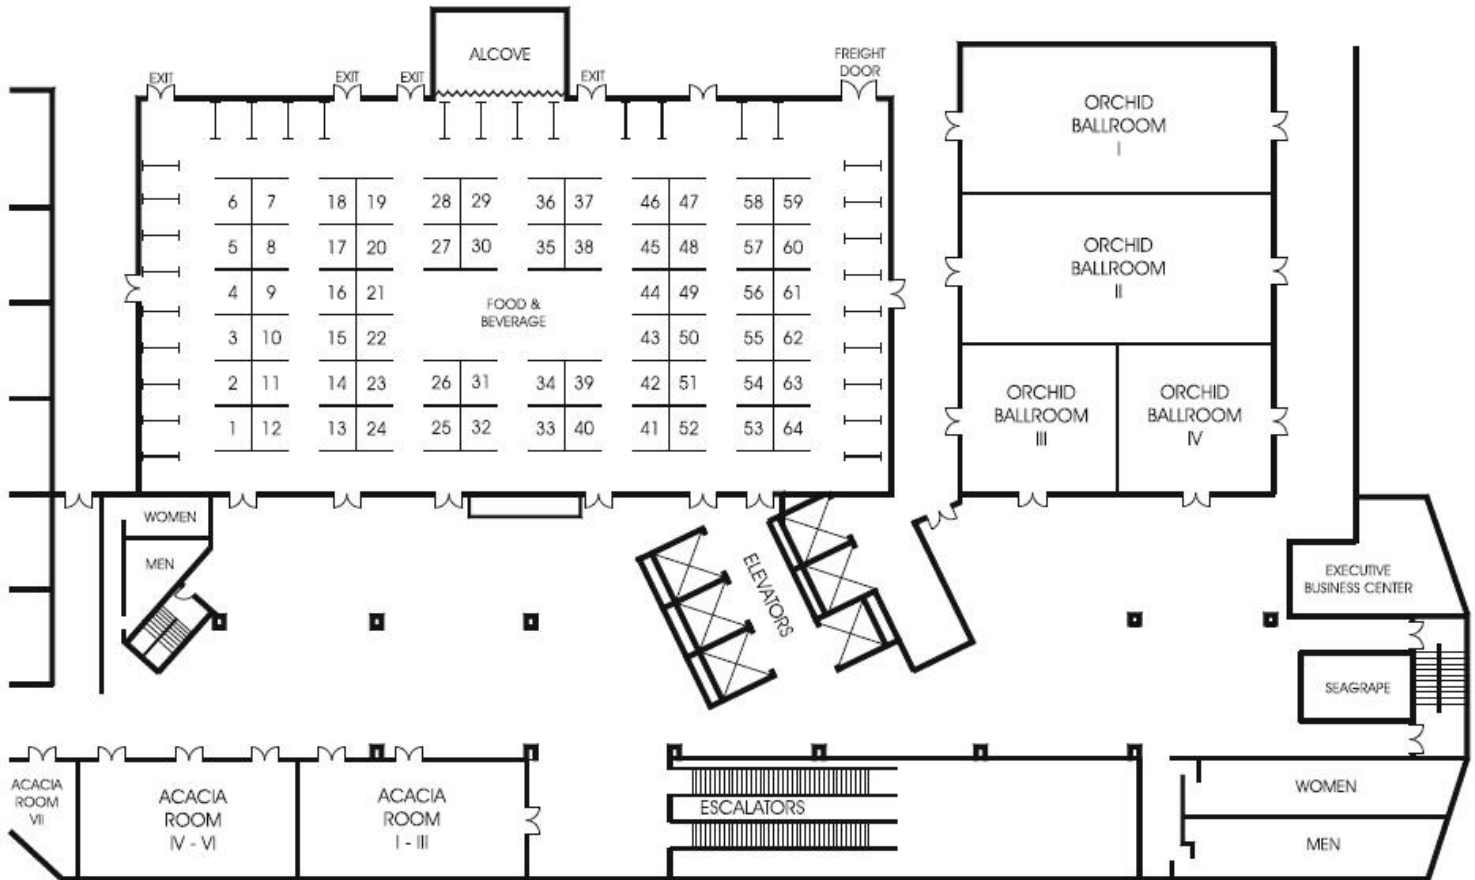 ALCOVE
FREIGHT
DOOR
EXIT
EXIT
EXIT
EXIT
ORCHID
BALLROOM
I
6 7 18 19 28 29 36 37 46 47 58 59
5 8 17 20 27 30 35 38 45 48 57 60
ORCHID
BALLROOM
II
4 9 16 21 44 49 56 61
FOOD &
BEVERAGE
3 10 15 22 43 50 55 62
2 11 14 23 26 31 34 39 42 51 54 63
1 12 13 24 25 32 33 40 41 52 53 64
ORCHID
BALLROOM
III
ORCHID
BALLROOM
IV
WOMEN
MEN
ELEVATORS
EXECUTIVE
BUSINESS CENTER
SEAGRAPE
ACACIA
ROOM
VII
ACACIA
ROOM
IV - VI
ACACIA
ROOM
I - III
ESCALATORS
WOMEN
MEN